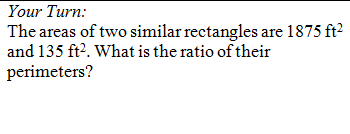 Your Turn:
The areas of two similar rectangles are 1875 ft²
and 135 ft². What is the ratio of their
perimeters?